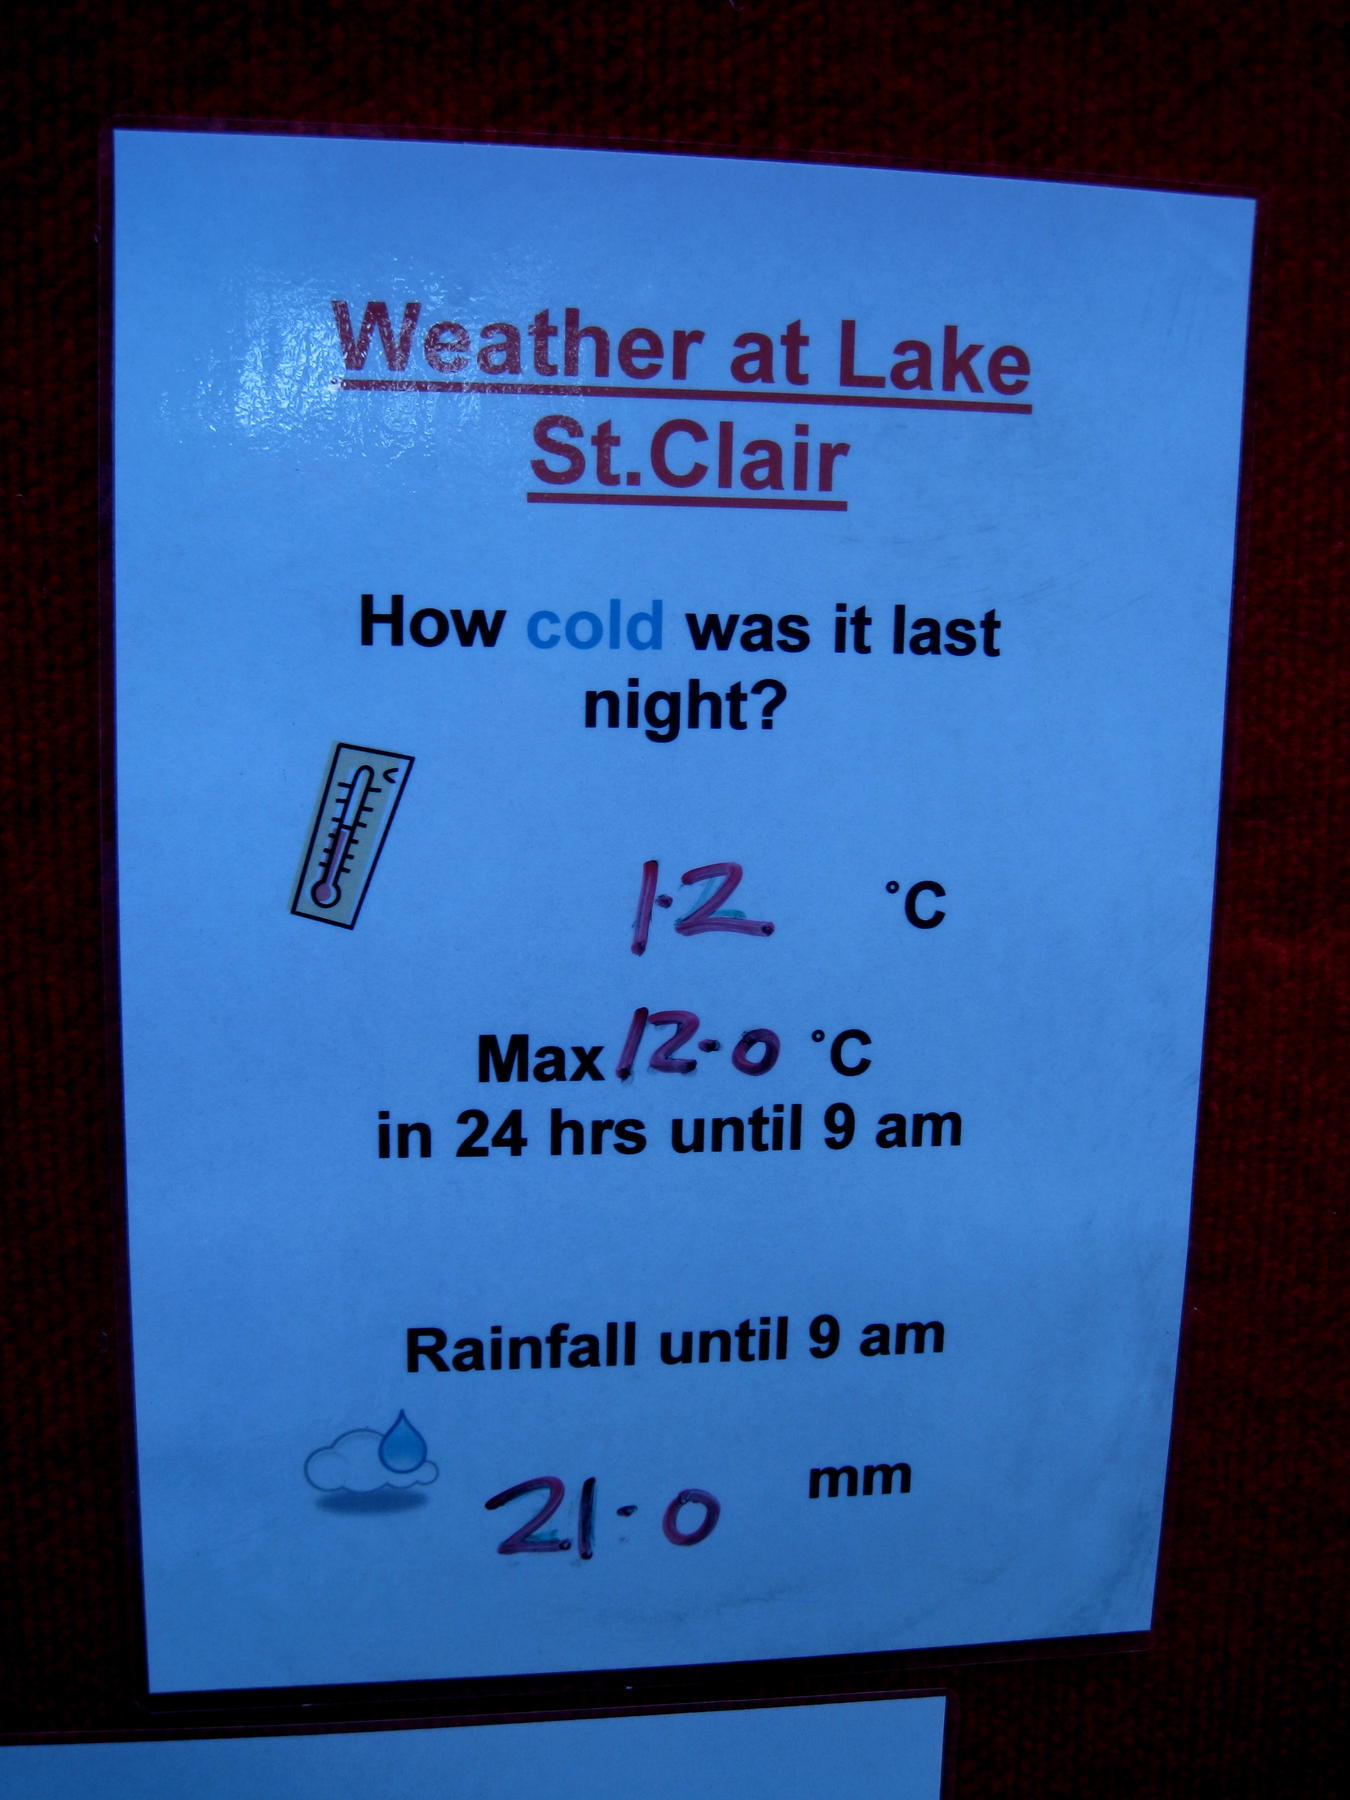 Weather at Lake
St.Clair
How cold was it last
night?
1.2 °C
Max 12.0 °C
in 24 hrs until 9 am
Rainfall until 9 am
21.0 mm